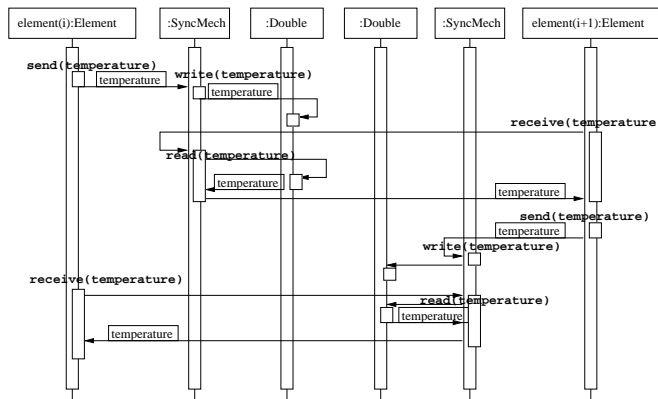 element(i):Element
:SyncMech
:Double
:Double
:SyncMech
element(i+1):Element
send(temperature)
temperature
write(temperature)
temperature
receive(temperature
read(temperature)
temperature
temperature
send(temperature)
temperature
write(temperature)
receive(temperature)
read(temperature)
temperature
temperature